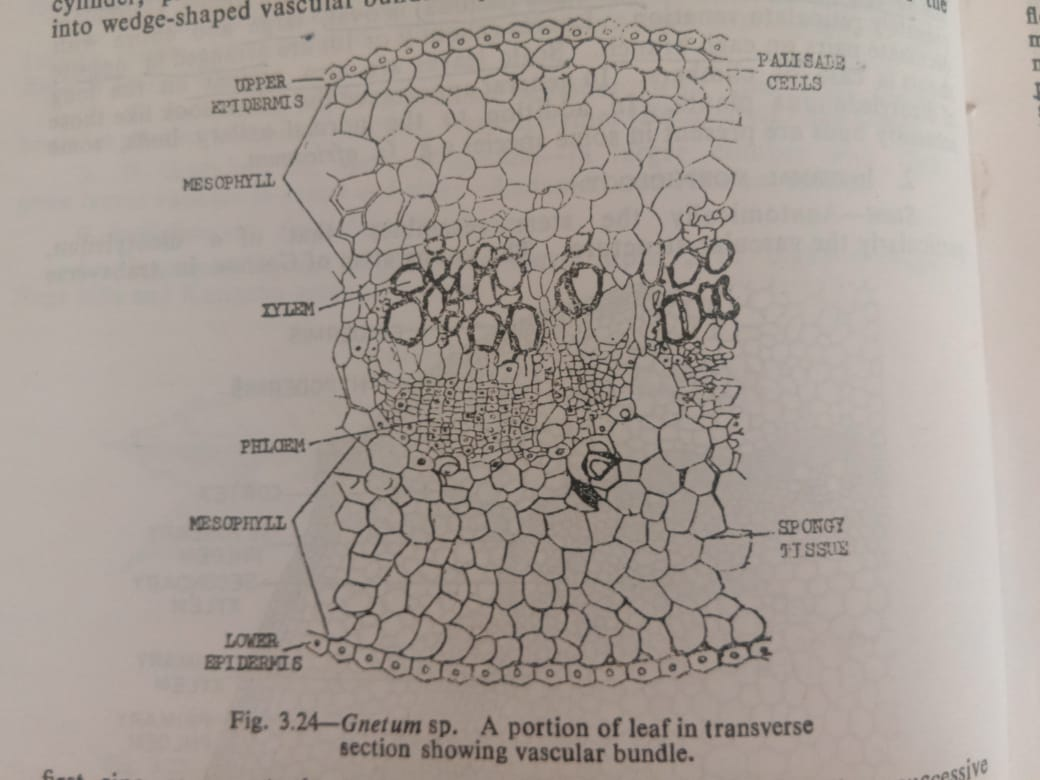 into wedge-shaped vascular
the
UPPER
EPIDERMIS
PALISADE
CELLS
MESOPHYLL
XYLEM
PHLOEM
MESOPHYLL
SPONGY
TISSUE
LOWER
EPIDERMIS
Fig. 3.24—Gnetum sp. A portion of leaf in transverse
section showing vascular bundle.